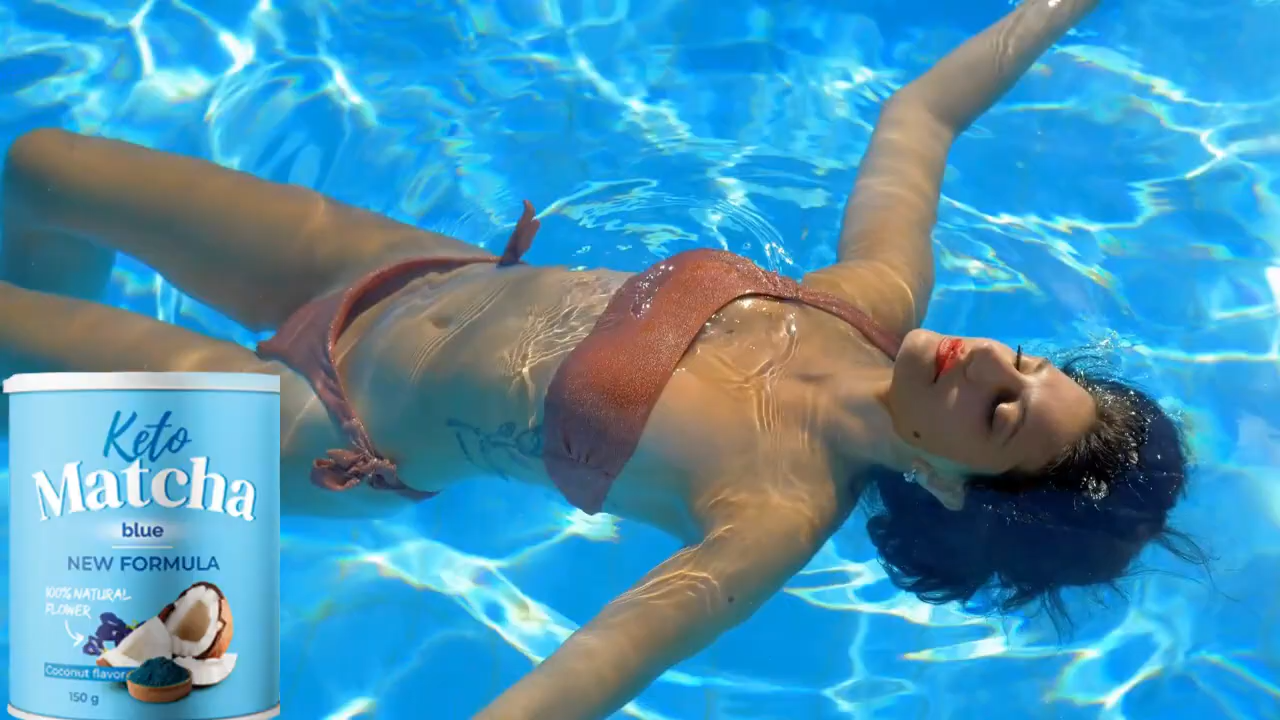 Keto
Matcha
blue
NEW FORMULA
100% NATURAL
FLOWER
Coconut flavor
150 g